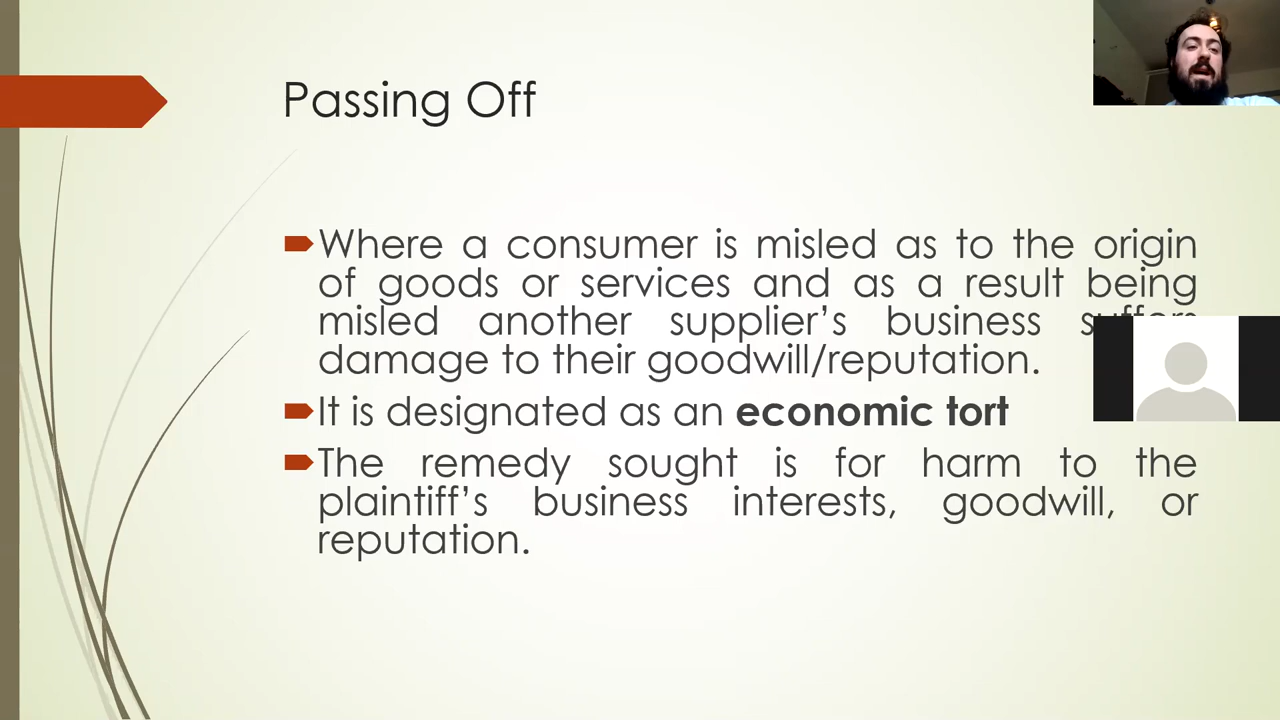 Passing Off
Where a consumer is misled as to the origin
of goods or services and as a result being
misled another supplier's business suffers
damage to their goodwill/reputation.
It is designated as an economic tort
The remedy sought is for harm to the
plaintiff's business interests, goodwill, or
reputation.